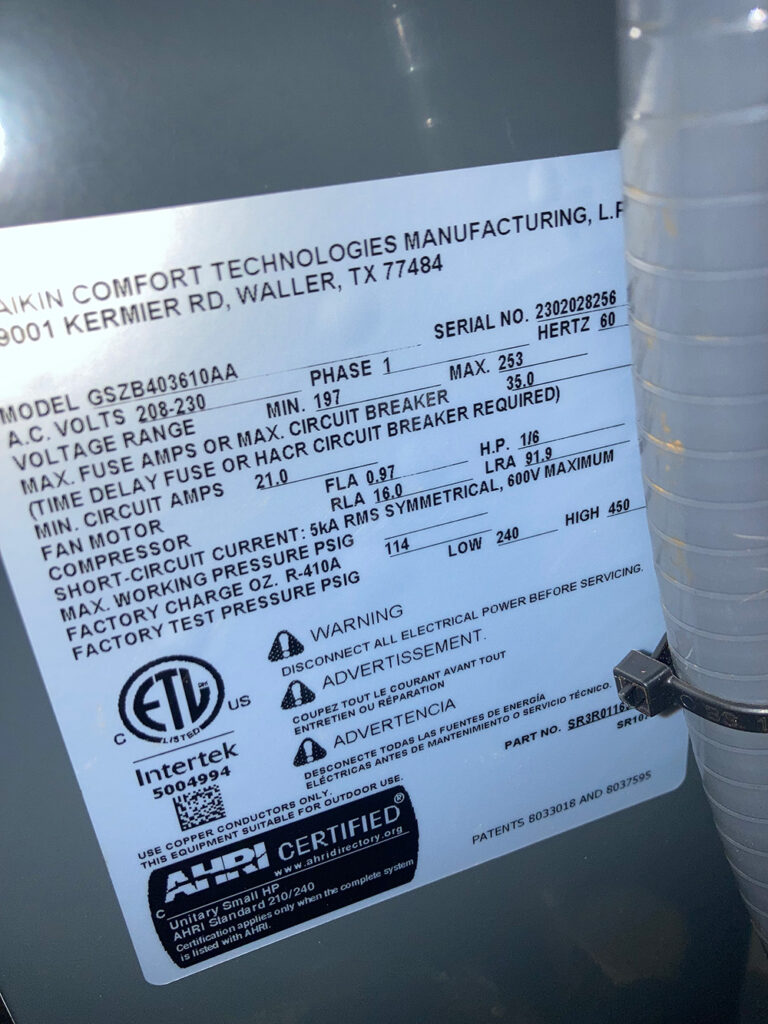 AIKIN COMFORT TECHNOLOGIES MANUFACTURING, L.P
9001 KERMIER RD, WALLER, TX 77484
SERIAL NO. 2302028256
MODEL GSZB403610AA PHASE 1 HERTZ 60
A.C. VOLTS 208-230
VOLTAGE RANGE MIN. 197 MAX. 253
MAX. FUSE AMPS OR MAX. CIRCUIT BREAKER 35.0
(TIME DELAY FUSE OR HACR CIRCUIT BREAKER REQUIRED)
MIN. CIRCUIT AMPS 21.0
FAN MOTOR FLA 0.97 H.P. 1/6
COMPRESSOR RLA 16.0 LRA 91.9
SHORT-CIRCUIT CURRENT: 5kA RMS SYMMETRICAL, 600V MAXIMUM
MAX. WORKING PRESSURE PSIG
FACTORY CHARGE OZ. R-410A 114
FACTORY TEST PRESSURE PSIG LOW 240 HIGH 450
WARNING
DISCONNECT ALL ELECTRICAL POWER BEFORE SERVICING.
ADVERTISSEMENT.
COUPEZ TOUT LE COURANT AVANT TOUT
ENTRETIEN OU RÉPARATION
ADVERTENCIA
DESCONECTE TODAS LAS FUENTES DE ENERGÍA
ELÉCTRICAS ANTES DE MANTENIMIENTO O SERVICIO TÉCNICO.
C ETL US
LISTED
Intertek
5004994
PART NO. SR3R011
SR10
USE COPPER CONDUCTORS ONLY.
THIS EQUIPMENT SUITABLE FOR OUTDOOR USE.
AHRI CERTIFIED®
www.ahridirectory.org
C Unitary Small HP
AHRI Standard 210/240
Certification applies only when the complete system
is listed with AHRI.
PATENTS 8033018 AND 8037595